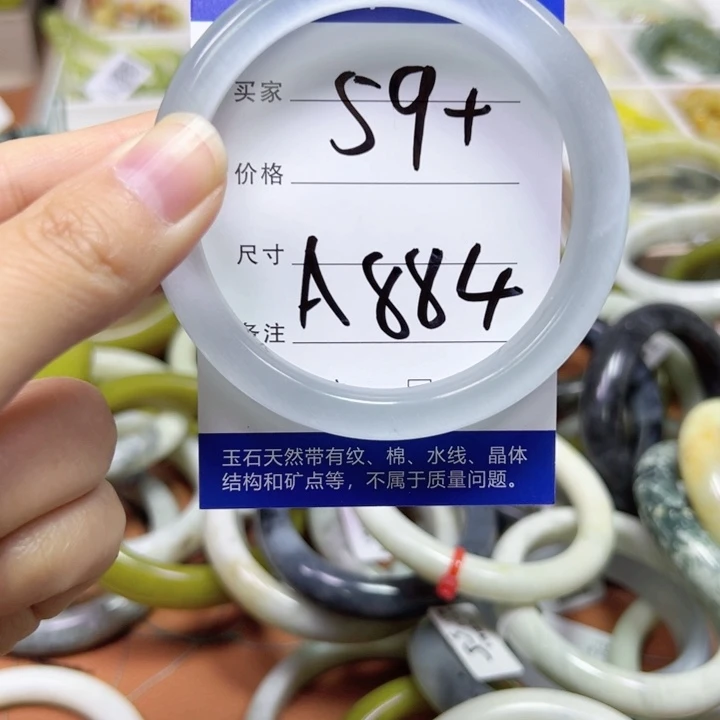 买家 59+
价格
尺寸 A884
备注
玉石天然带有纹、棉、水线、晶体
结构和矿点等，不属于质量问题。